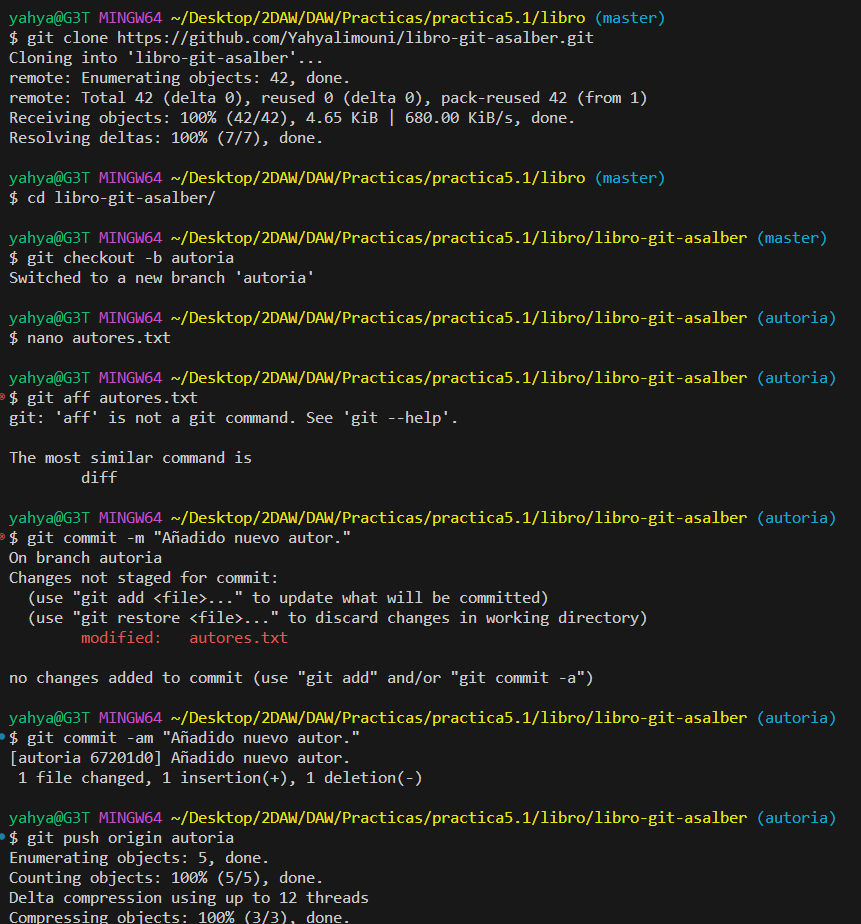 yahya@G3T MINGW64 ~/Desktop/2DAW/DAW/Practicas/practica5.1/libro (master)
$ git clone https://github.com/Yahyalimouni/libro-git-asalber.git
Cloning into 'libro-git-asalber'...
remote: Enumerating objects: 42, done.
remote: Total 42 (delta 0), reused 0 (delta 0), pack-reused 42 (from 1)
Receiving objects: 100% (42/42), 4.65 KiB | 680.00 KiB/s, done.
Resolving deltas: 100% (7/7), done.

yahya@G3T MINGW64 ~/Desktop/2DAW/DAW/Practicas/practica5.1/libro (master)
$ cd libro-git-asalber/

yahya@G3T MINGW64 ~/Desktop/2DAW/DAW/Practicas/practica5.1/libro/libro-git-asalber (master)
$ git checkout -b autoria
Switched to a new branch 'autoria'

yahya@G3T MINGW64 ~/Desktop/2DAW/DAW/Practicas/practica5.1/libro/libro-git-asalber (autoria)
$ nano autores.txt

yahya@G3T MINGW64 ~/Desktop/2DAW/DAW/Practicas/practica5.1/libro/libro-git-asalber (autoria)
$ git aff autores.txt
git: 'aff' is not a git command. See 'git --help'.

The most similar command is
        diff

yahya@G3T MINGW64 ~/Desktop/2DAW/DAW/Practicas/practica5.1/libro/libro-git-asalber (autoria)
$ git commit -m "Añadido nuevo autor."
On branch autoria
Changes not staged for commit:
  (use "git add <file>..." to update what will be committed)
  (use "git restore <file>..." to discard changes in working directory)
        modified:   autores.txt

no changes added to commit (use "git add" and/or "git commit -a")

yahya@G3T MINGW64 ~/Desktop/2DAW/DAW/Practicas/practica5.1/libro/libro-git-asalber (autoria)
$ git commit -am "Añadido nuevo autor."
[autoria 67201d0] Añadido nuevo autor.
 1 file changed, 1 insertion(+), 1 deletion(-)

yahya@G3T MINGW64 ~/Desktop/2DAW/DAW/Practicas/practica5.1/libro/libro-git-asalber (autoria)
$ git push origin autoria
Enumerating objects: 5, done.
Counting objects: 100% (5/5), done.
Delta compression using up to 12 threads
Compressing objects: 100% (3/3), done.